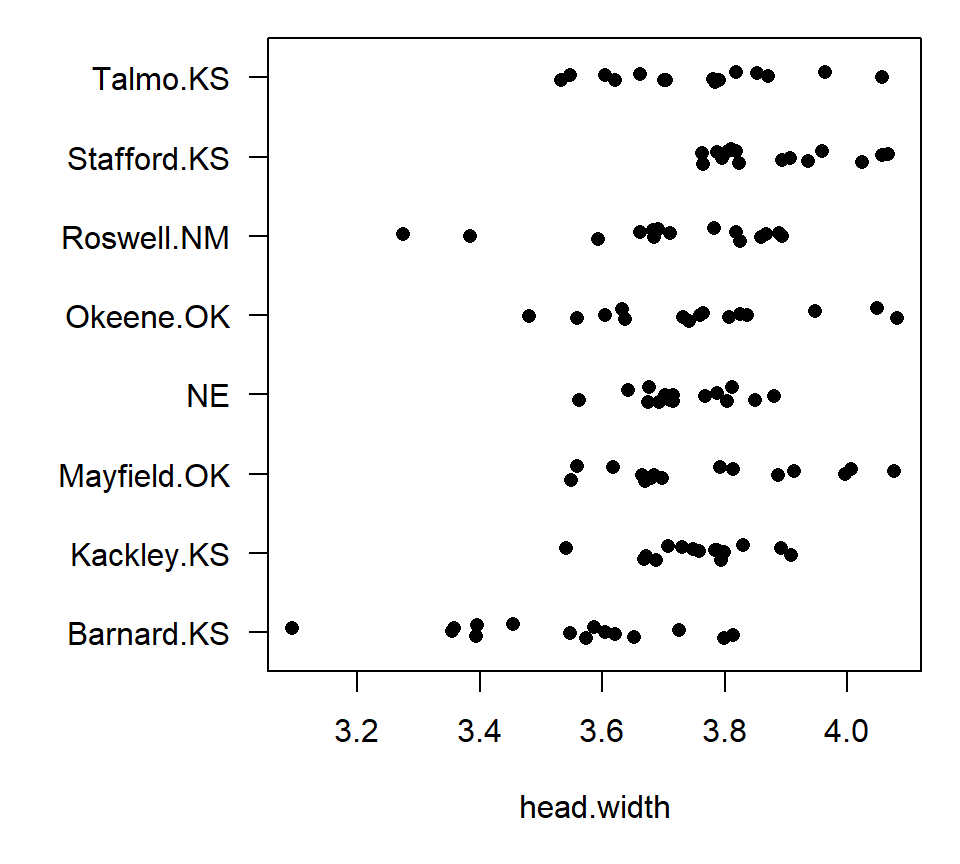 Talmo.KS
Stafford.KS
Roswell.NM
Okeene.OK
NE
Mayfield.OK
Kackley.KS
Barnard.KS
3.2 3.4 3.6 3.8 4.0
head.width